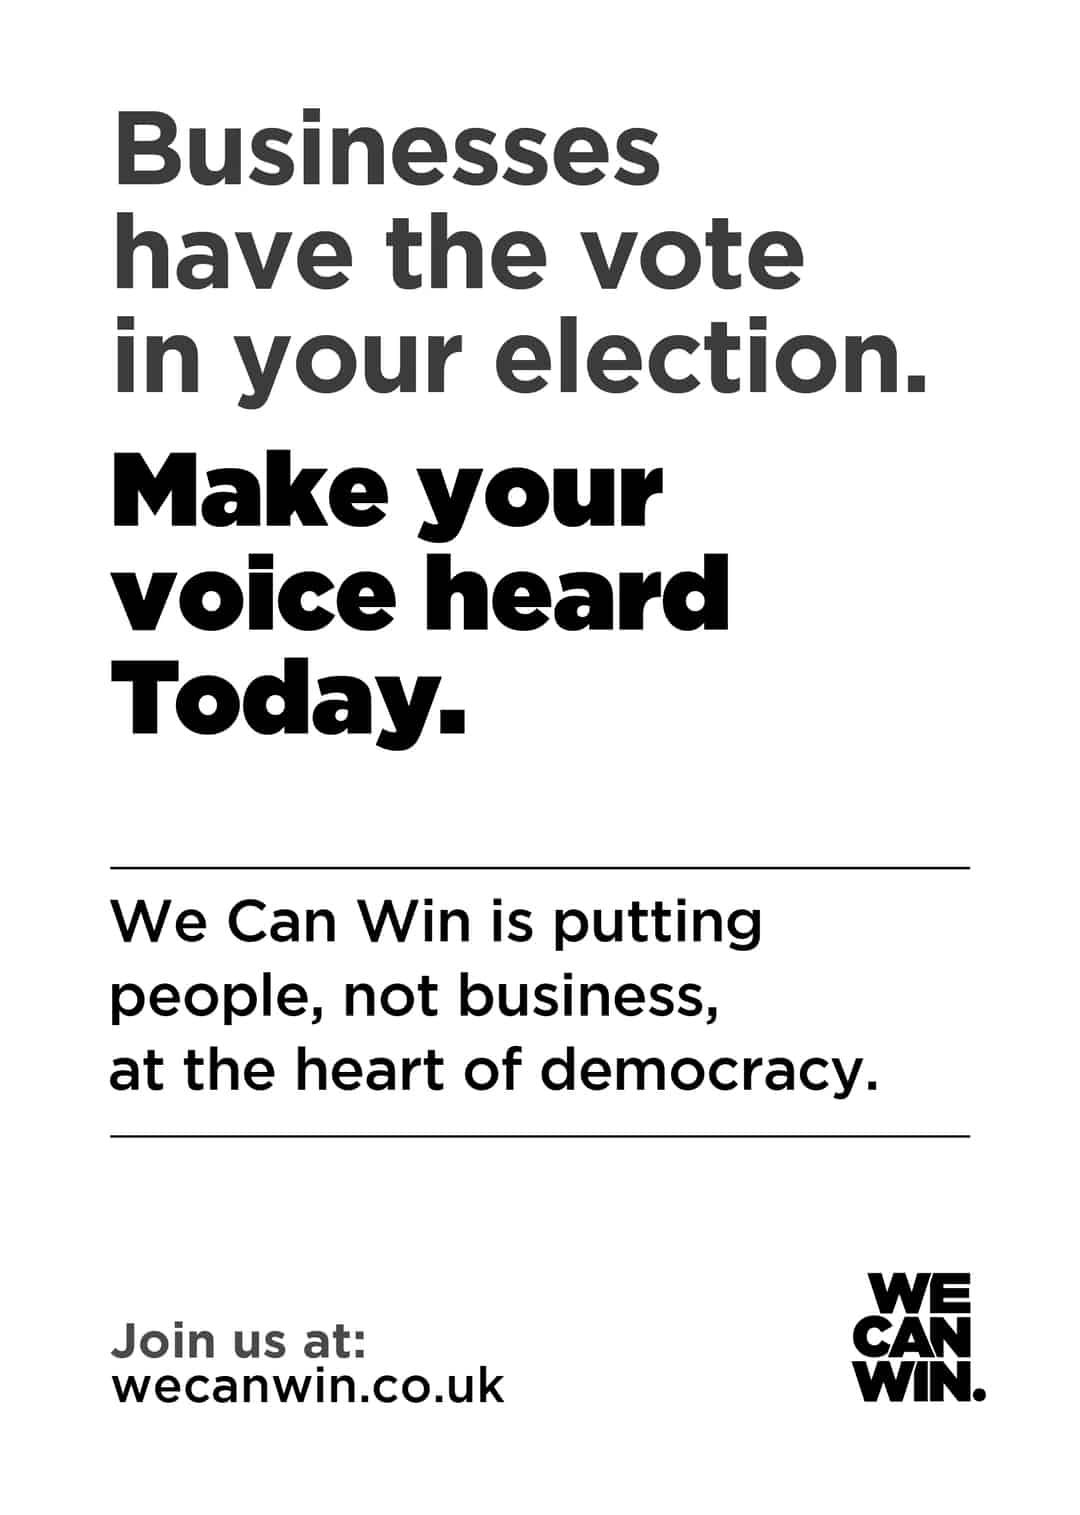 Businesses
have the vote
in your election.
Make your
voice heard
Today.
We Can Win is putting
people, not business,
at the heart of democracy.
Join us at:
wecanwin.co.uk
WE
CAN
WIN.